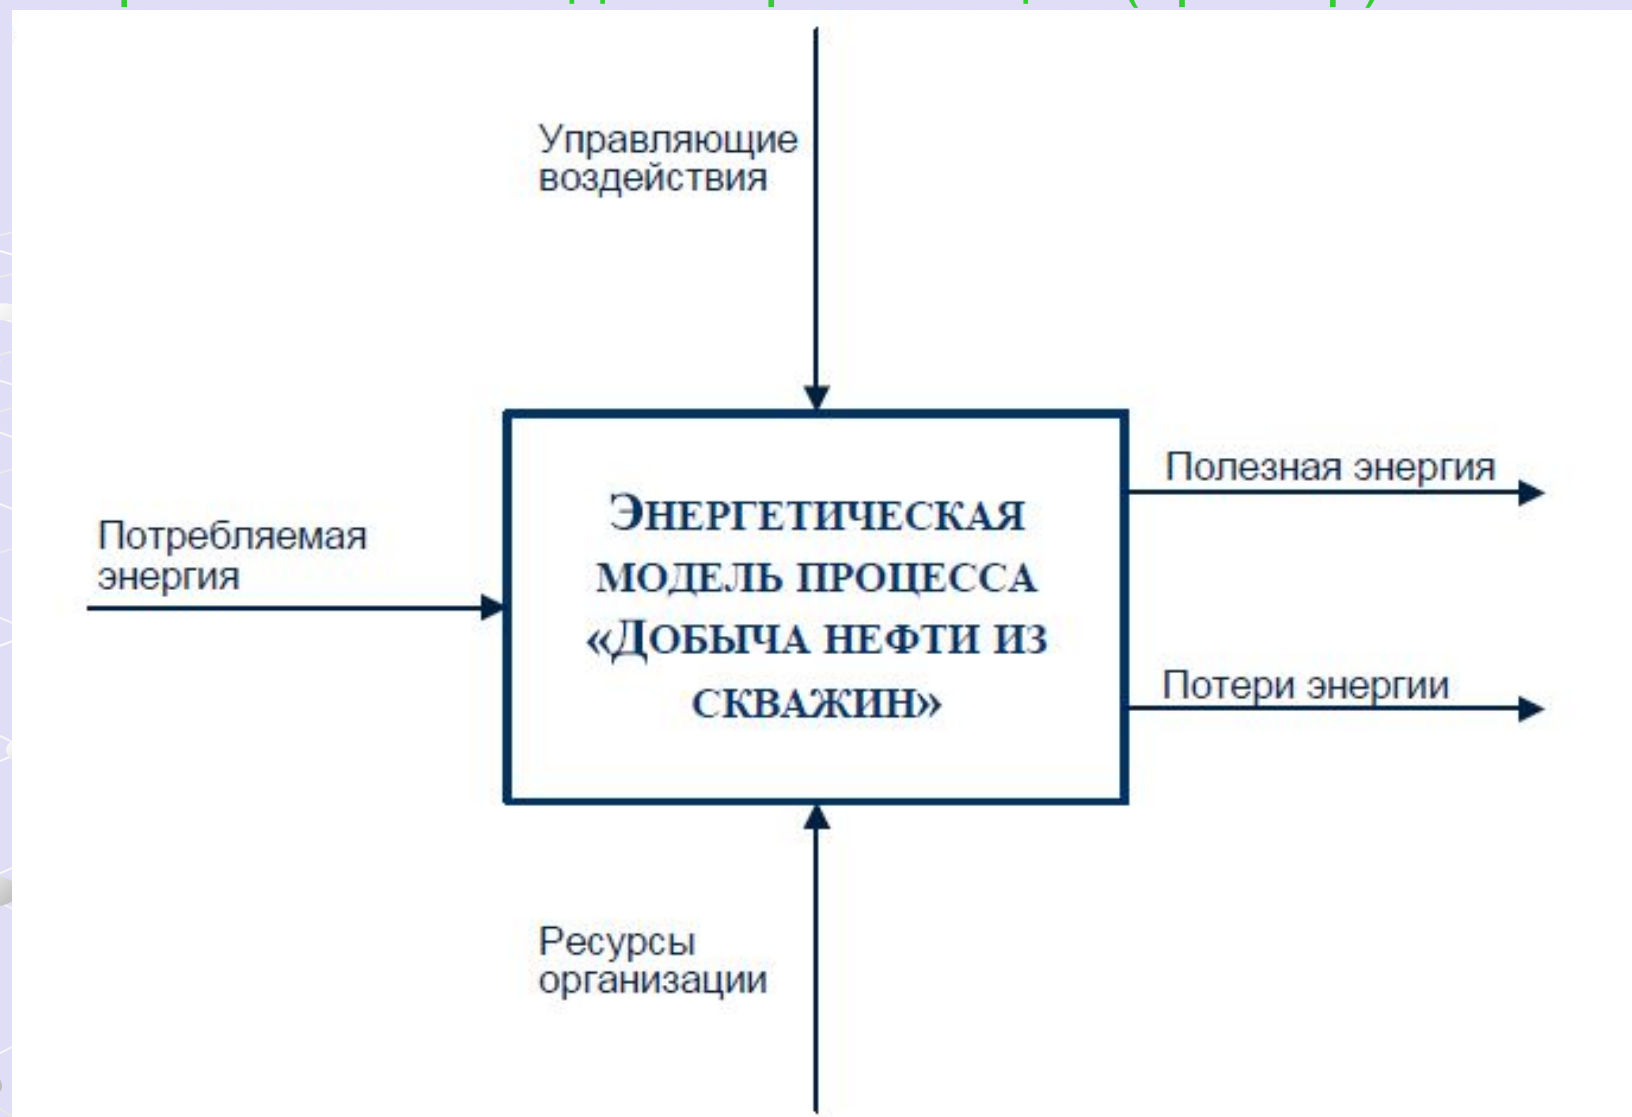 Управляющие
воздействия
Полезная энергия
Потребляемая
энергия
ЭНЕРГЕТИЧЕСКАЯ
МОДЕЛЬ ПРОЦЕССА
«ДОБЫЧА НЕФТИ ИЗ
СКВАЖИН»
Потери энергии
Ресурсы
организации